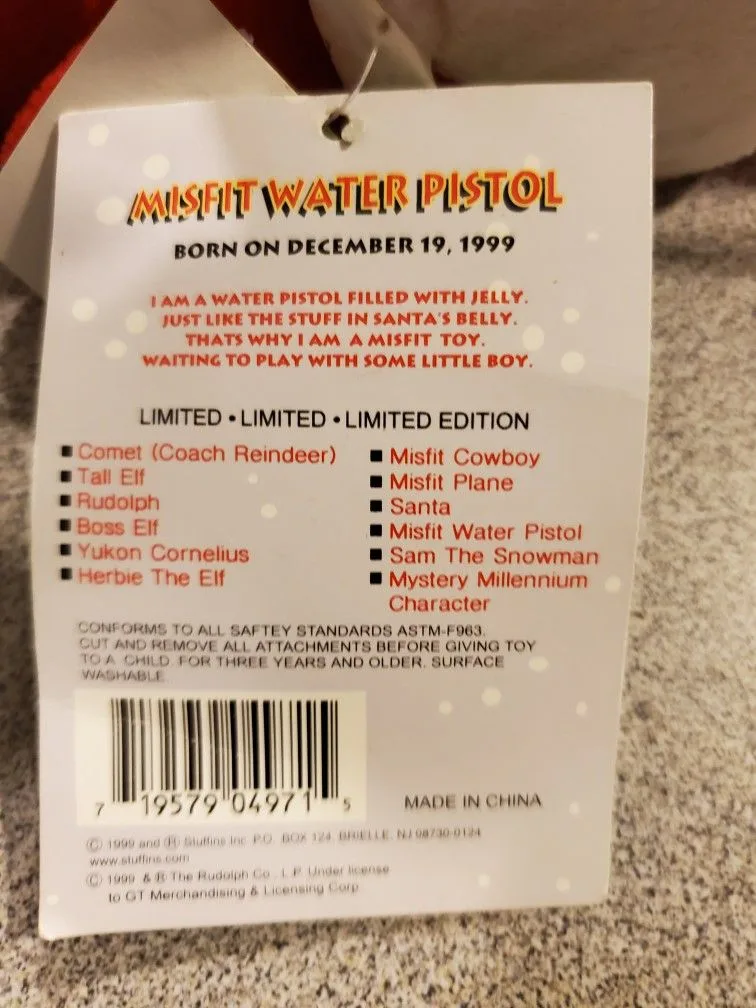 MISFIT WATER PISTOL
BORN ON DECEMBER 19, 1999
I AM A WATER PISTOL FILLED WITH JELLY.
JUST LIKE THE STUFF IN SANTA'S BELLY.
THATS WHY I AM A MISFIT TOY.
WAITING TO PLAY WITH SOME LITTLE BOY.
LIMITED • LIMITED • LIMITED EDITION
■ Comet (Coach Reindeer)
■ Tall Elf
■ Rudolph
■ Boss Elf
■ Yukon Cornelius
■ Herbie The Elf
■ Misfit Cowboy
■ Misfit Plane
■ Santa
■ Misfit Water Pistol
■ Sam The Snowman
■ Mystery Millennium
Character
CONFORMS TO ALL SAFTEY STANDARDS ASTM-F963.
CUT AND REMOVE ALL ATTACHMENTS BEFORE GIVING TOY
TO A CHILD. FOR THREE YEARS AND OLDER. SURFACE
WASHABLE.
7 19579 04971 5
MADE IN CHINA
© 1999 and ® Stuffins Inc. P.O. BOX 124, BRIELLE, NJ 08730-0124
www.stuffins.com
© 1999 & ® The Rudolph Co., L.P. Under license
to GT Merchandising & Licensing Corp.